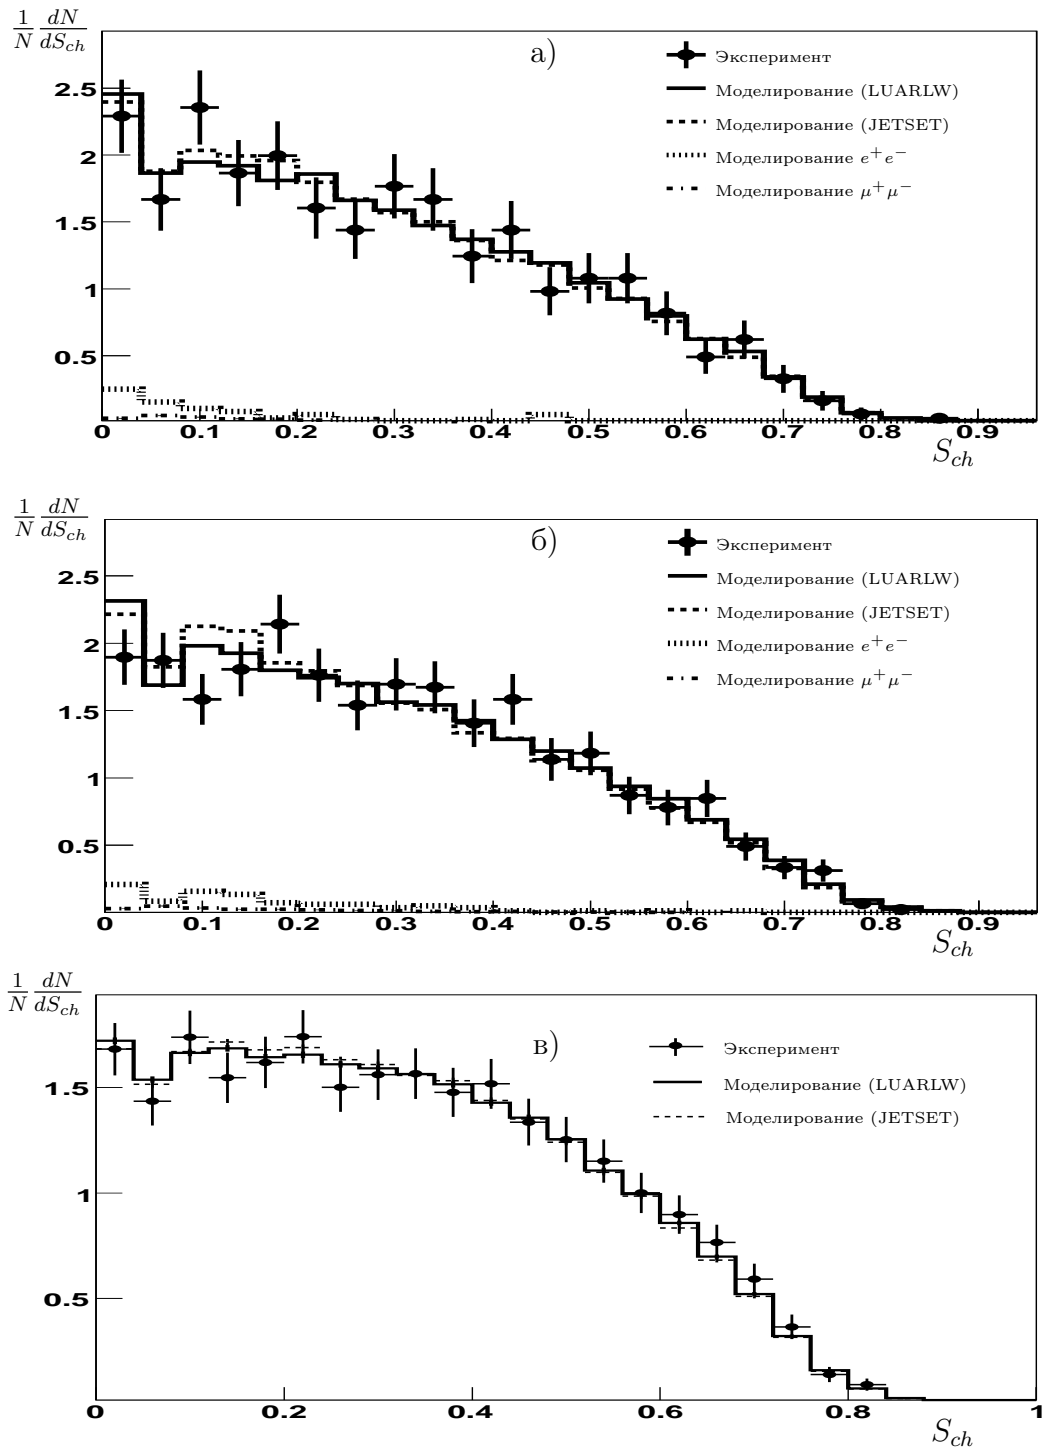 1/N dN/dS_ch
а)
Эксперимент
Моделирование (LUARLW)
Моделирование (JETSET)
Моделирование e⁺e⁻
Моделирование μ⁺μ⁻
2.5
2
1.5
1
0.5
0 0.1 0.2 0.3 0.4 0.5 0.6 0.7 0.8 0.9
S_ch
1/N dN/dS_ch
б)
Эксперимент
Моделирование (LUARLW)
Моделирование (JETSET)
Моделирование e⁺e⁻
Моделирование μ⁺μ⁻
2.5
2
1.5
1
0.5
0 0.1 0.2 0.3 0.4 0.5 0.6 0.7 0.8 0.9
S_ch
1/N dN/dS_ch
в)
Эксперимент
Моделирование (LUARLW)
Моделирование (JETSET)
1.5
1
0.5
0 0.2 0.4 0.6 0.8 1
S_ch